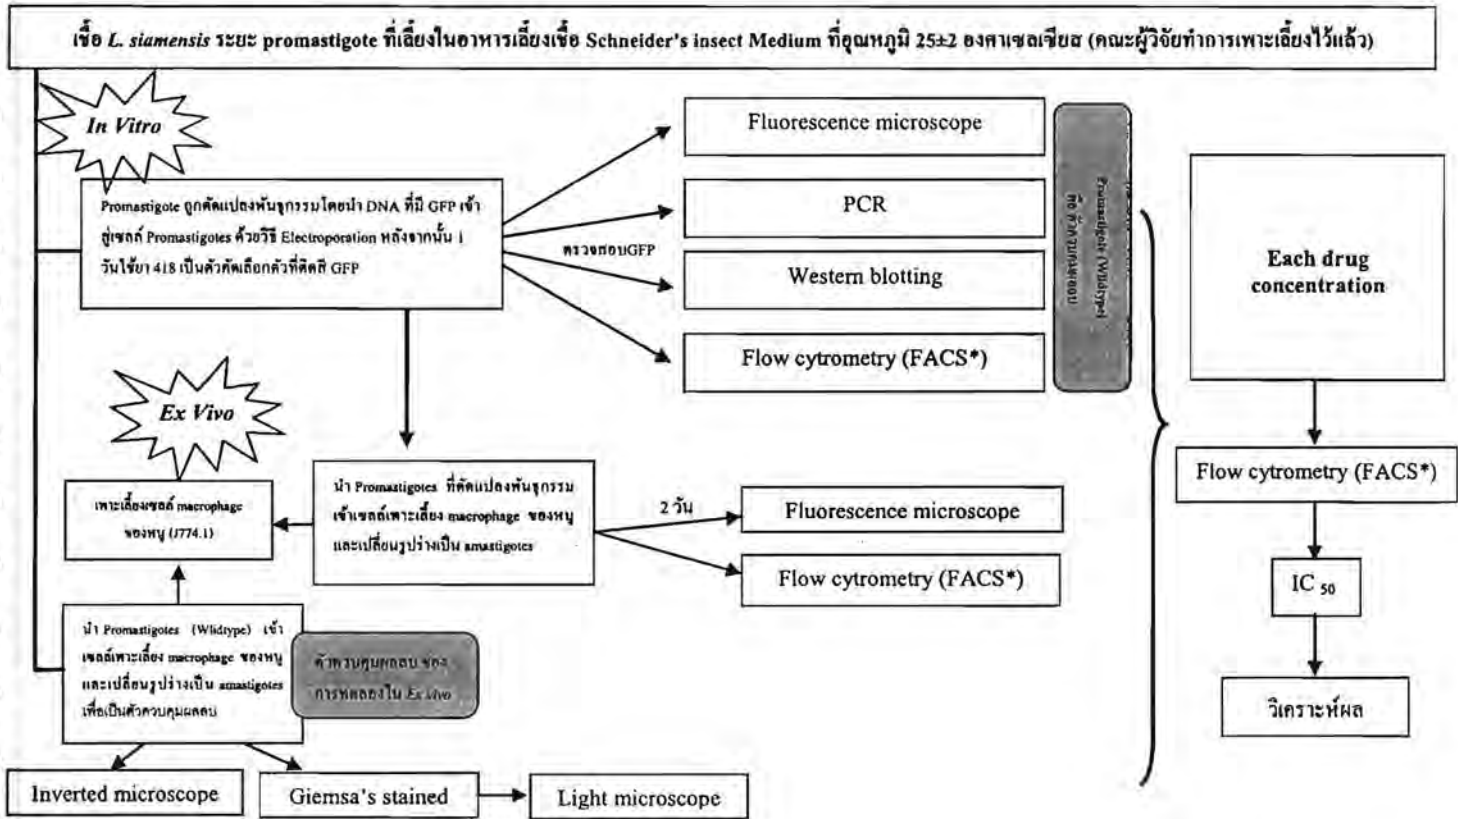 เชื้อ L. siamensis ระยะ promastigote ที่เลี้ยงในอาหารเลี้ยงเชื้อ Schneider's insect Medium ที่อุณหภูมิ 25±2 องศาเซลเซียส (คณะผู้วิจัยทำการเพาะเลี้ยงไว้แล้ว)
In Vitro
Promastigote ถูกดัดแปลงพันธุกรรมโดยนำ DNA ที่มี GFP เข้า
สู่เซลล์ Promastigotes ด้วยวิธี Electroporation หลังจากนั้น 1
วันใช้ยา 418 เป็นตัวคัดเลือกตัวที่ติดสี GFP
ตรวจสอบGFP
Fluorescence microscope
PCR
Western blotting
Flow cytrometry (FACS*)
Promastigote (Wildtype)
คือ ตัวควบคุมผลลบ
Each drug
concentration
Flow cytrometry (FACS*)
IC 50
วิเคราะห์ผล
Ex Vivo
เพาะเลี้ยงเซลล์ macrophage
ของหนู (J774.1)
นำ Promastigotes ที่ดัดแปลงพันธุกรรม
เข้าเซลล์เพาะเลี้ยง macrophage ของหนู
และเปลี่ยนรูปร่างเป็น amastigotes
2 วัน
Fluorescence microscope
Flow cytrometry (FACS*)
นำ Promastigotes (Wlidtype) เข้า
เซลล์เพาะเลี้ยง macrophage ของหนู
และเปลี่ยนรูปร่างเป็น amastigotes
เพื่อเป็นตัวควบคุมผลลบ
ตัวควบคุมผลลบ ของ
การทดลองใน Ex vivo
Inverted microscope
Giemsa's stained
Light microscope